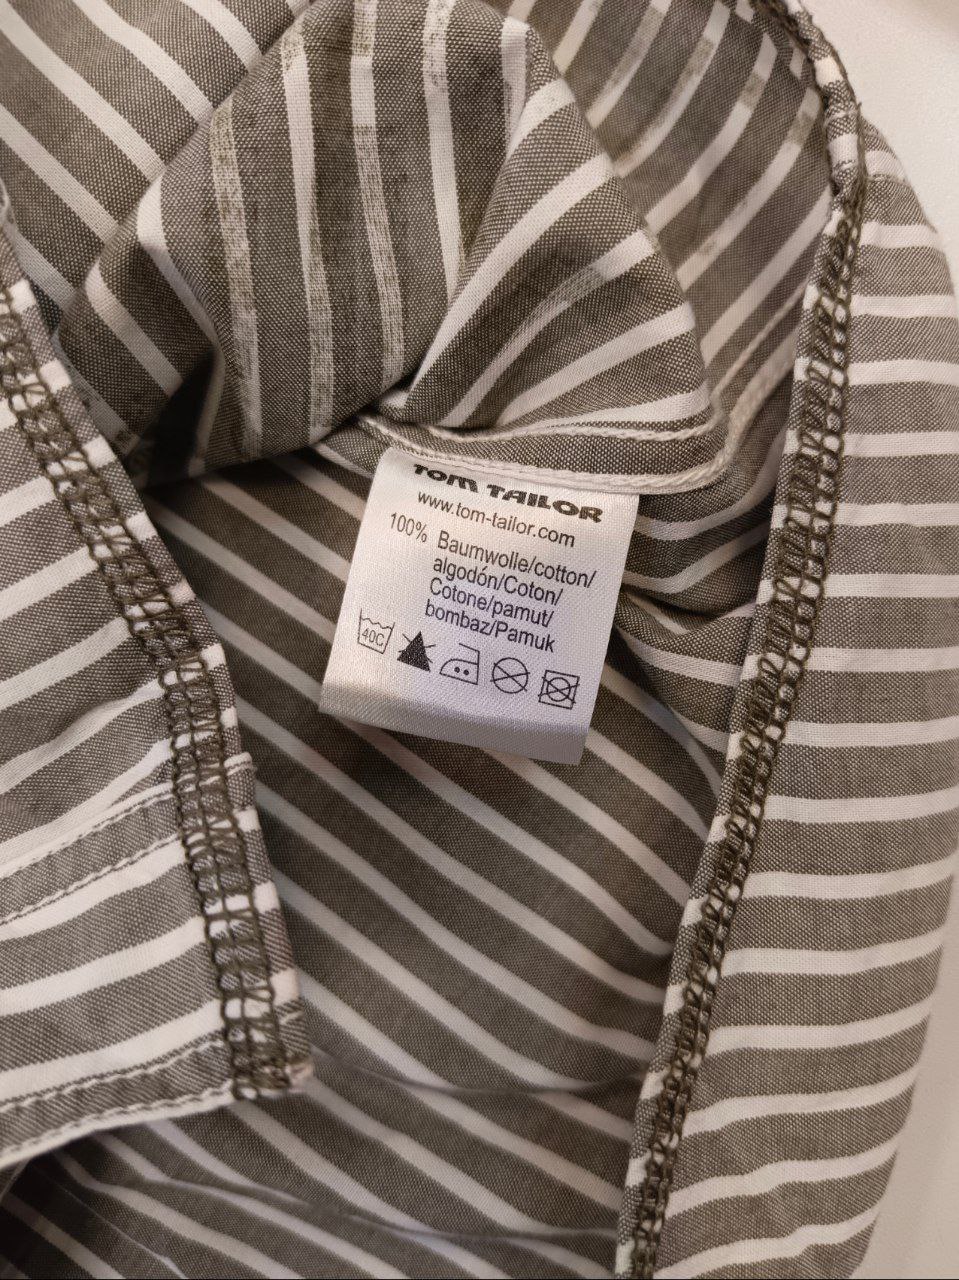 TOM TAILOR
www.tom-tailor.com
100% Baumwolle/cotton/
algodón/Coton/
Cotone/pamut/
bombaz/Pamuk
40C